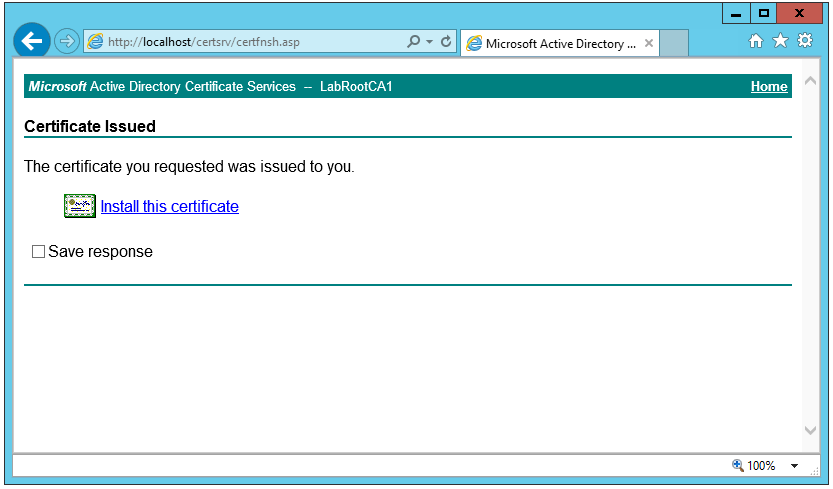 http://localhost/certsrv/certfnsh.asp
Microsoft Active Directory ...
Microsoft Active Directory Certificate Services -- LabRootCA1 Home
Certificate Issued
The certificate you requested was issued to you.
Install this certificate
Save response
100%